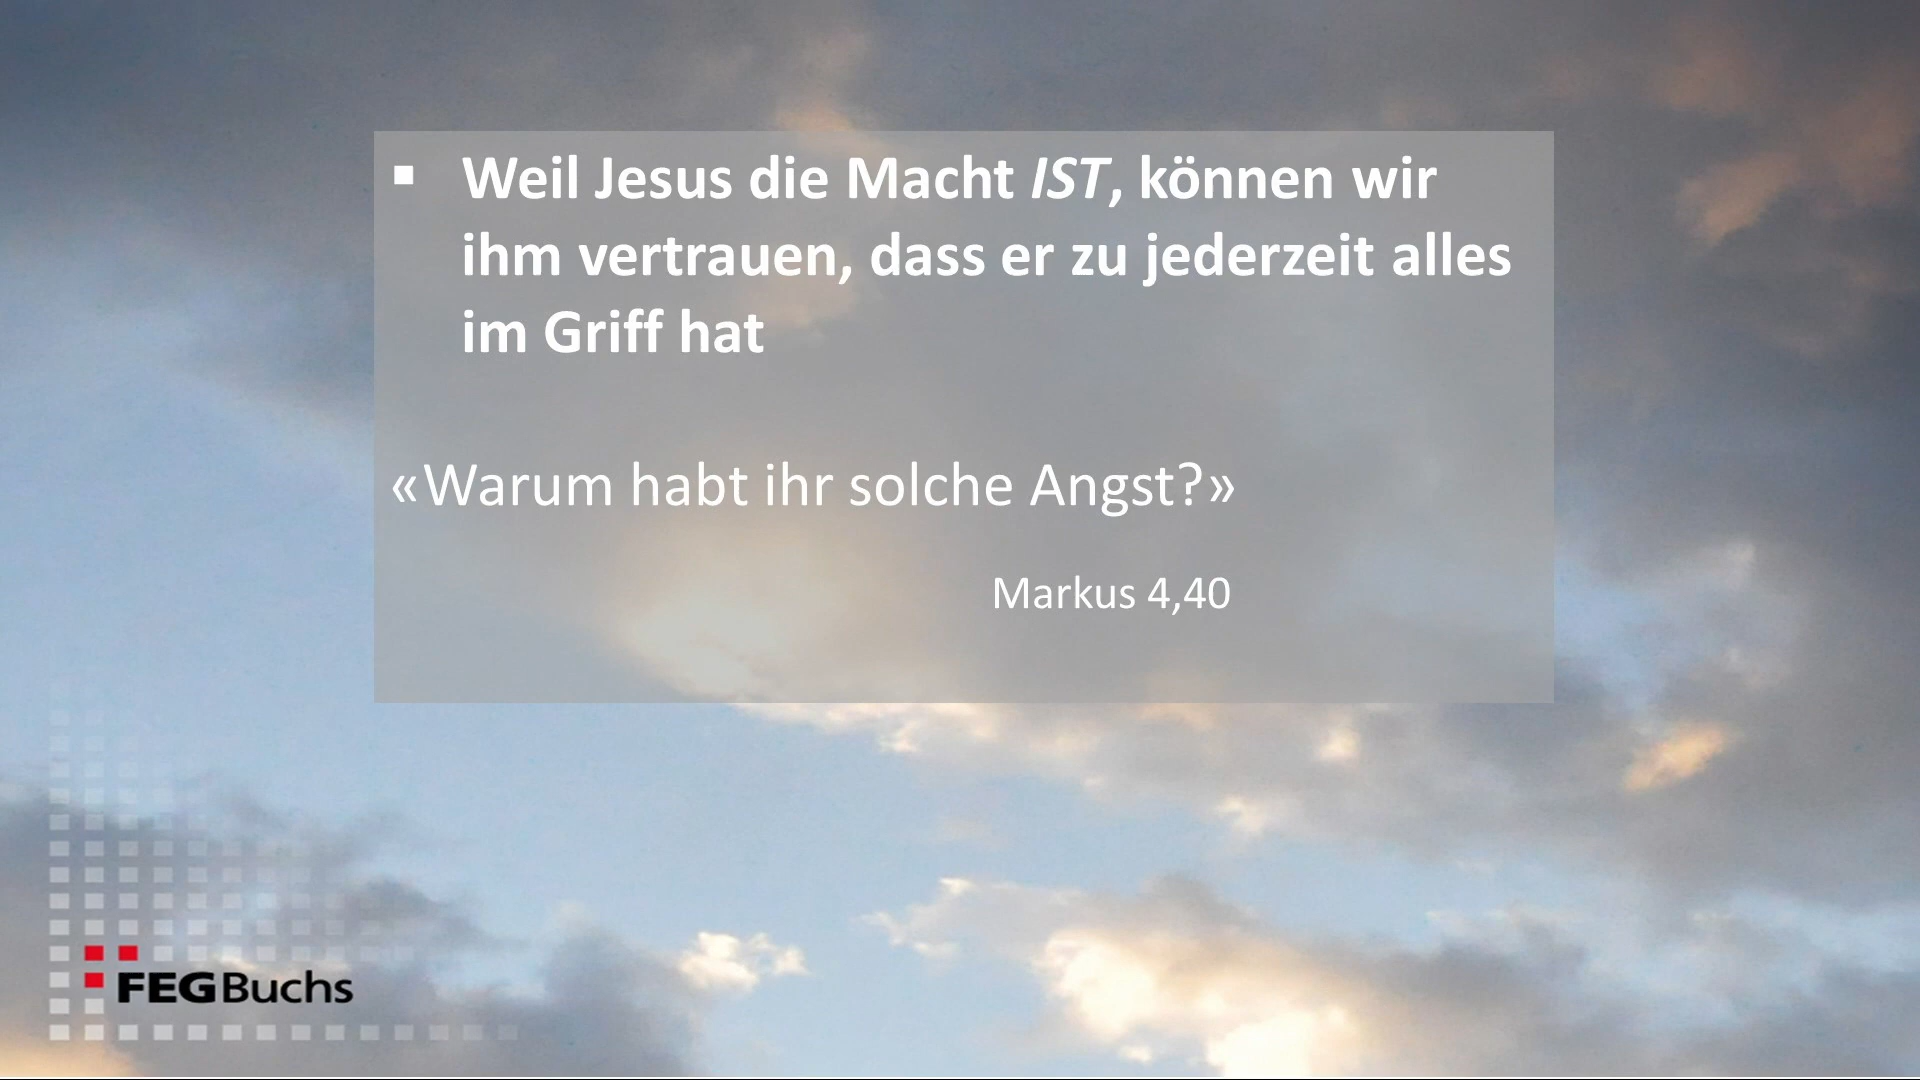 ▪ Weil Jesus die Macht IST, können wir
ihm vertrauen, dass er zu jederzeit alles
im Griff hat
«Warum habt ihr solche Angst?»
Markus 4,40
FEGBuchs